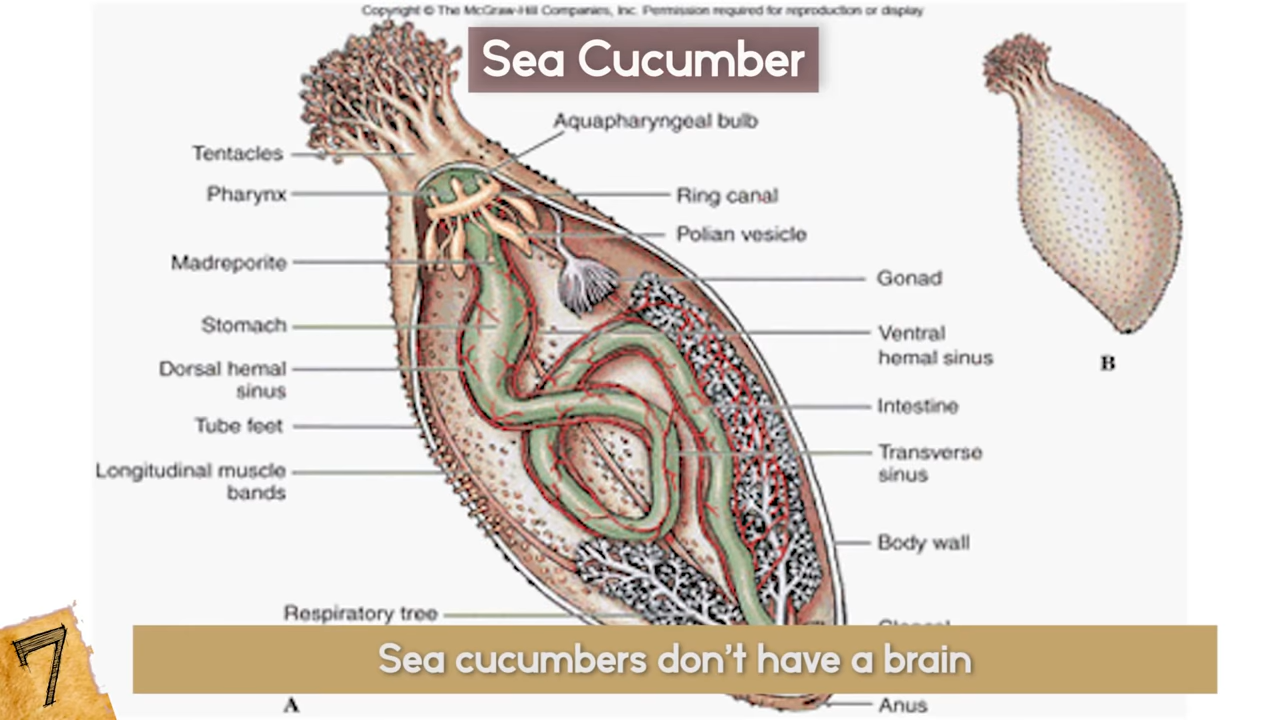 Copyright © The McGraw-Hill Companies, Inc. Permission required for reproduction or display
Sea Cucumber
Aquapharyngeal bulb
Tentacles
Pharynx
Ring canal
Polian vesicle
Madreporite
Gonad
Stomach
Ventral
hemal sinus
Dorsal hemal
sinus
B
Intestine
Tube feet
Transverse
sinus
Longitudinal muscle
bands
Body wall
Respiratory tree
7
Sea cucumbers don't have a brain
A
Anus